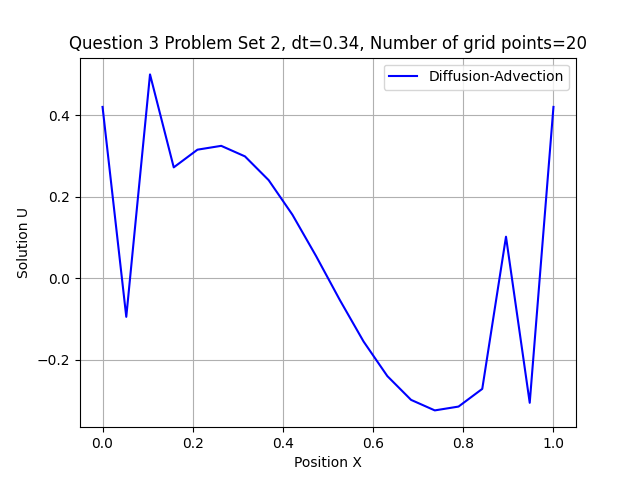 Question 3 Problem Set 2, dt=0.34, Number of grid points=20
Diffusion-Advection
Solution U
0.4
0.2
0.0
−0.2
0.0 0.2 0.4 0.6 0.8 1.0
Position X